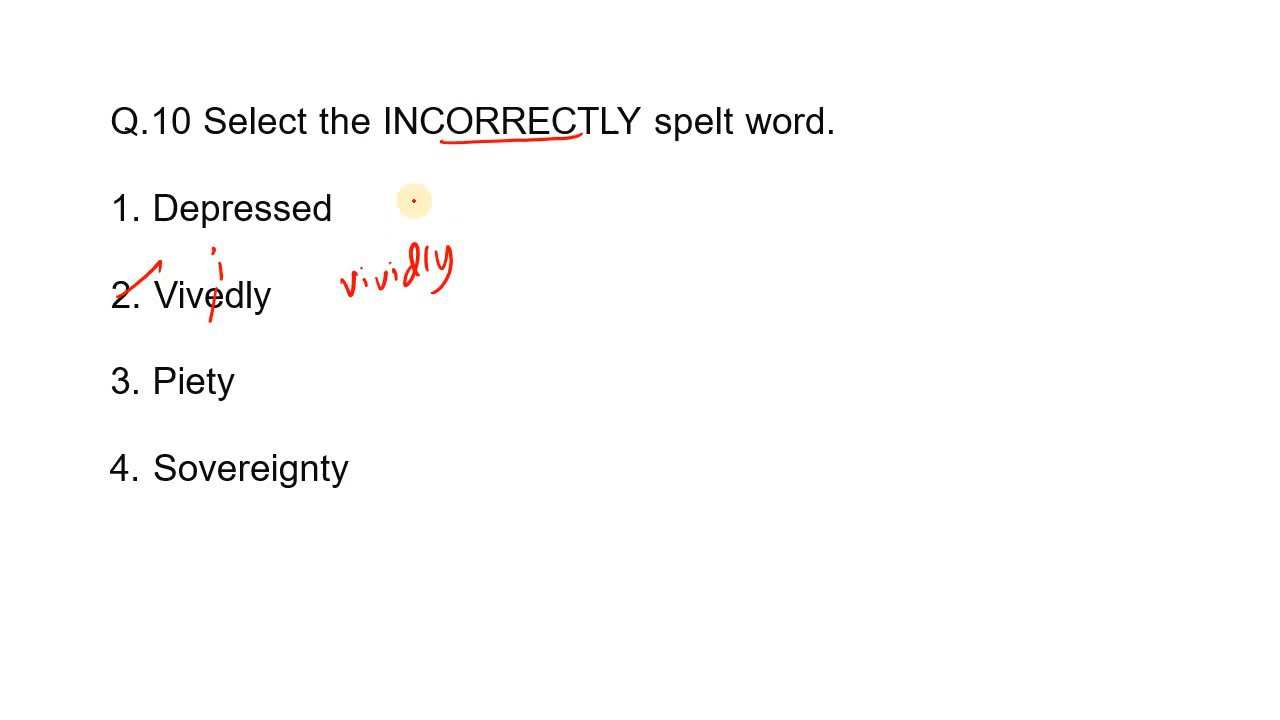 Q.10 Select the INCORRECTLY spelt word.
1. Depressed
i
2. Vivedly vividly
3. Piety
4. Sovereignty